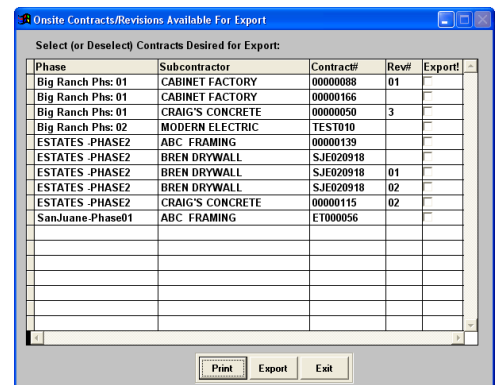 Onsite Contracts/Revisions Available For Export
Select (or Deselect) Contracts Desired for Export:
Phase Subcontractor Contract# Rev# Export!
Big Ranch Phs: 01 CABINET FACTORY 00000088 01
Big Ranch Phs: 01 CABINET FACTORY 00000166
Big Ranch Phs: 01 CRAIG'S CONCRETE 00000050 3
Big Ranch Phs: 02 MODERN ELECTRIC TEST010
ESTATES -PHASE2 ABC FRAMING 00000139
ESTATES -PHASE2 BREN DRYWALL SJE020918
ESTATES -PHASE2 BREN DRYWALL SJE020918 01
ESTATES -PHASE2 BREN DRYWALL SJE020918 02
ESTATES -PHASE2 CRAIG'S CONCRETE 00000115 02
SanJuane-Phase01 ABC FRAMING ET000056
Print Export Exit